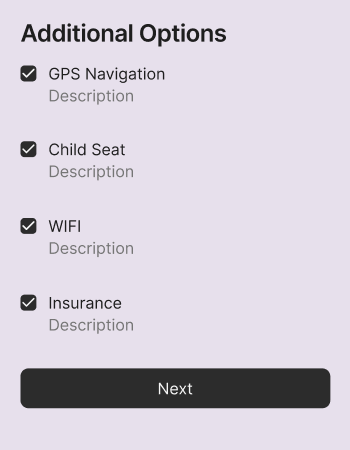 Additional Options
GPS Navigation
Description
Child Seat
Description
WIFI
Description
Insurance
Description
Next